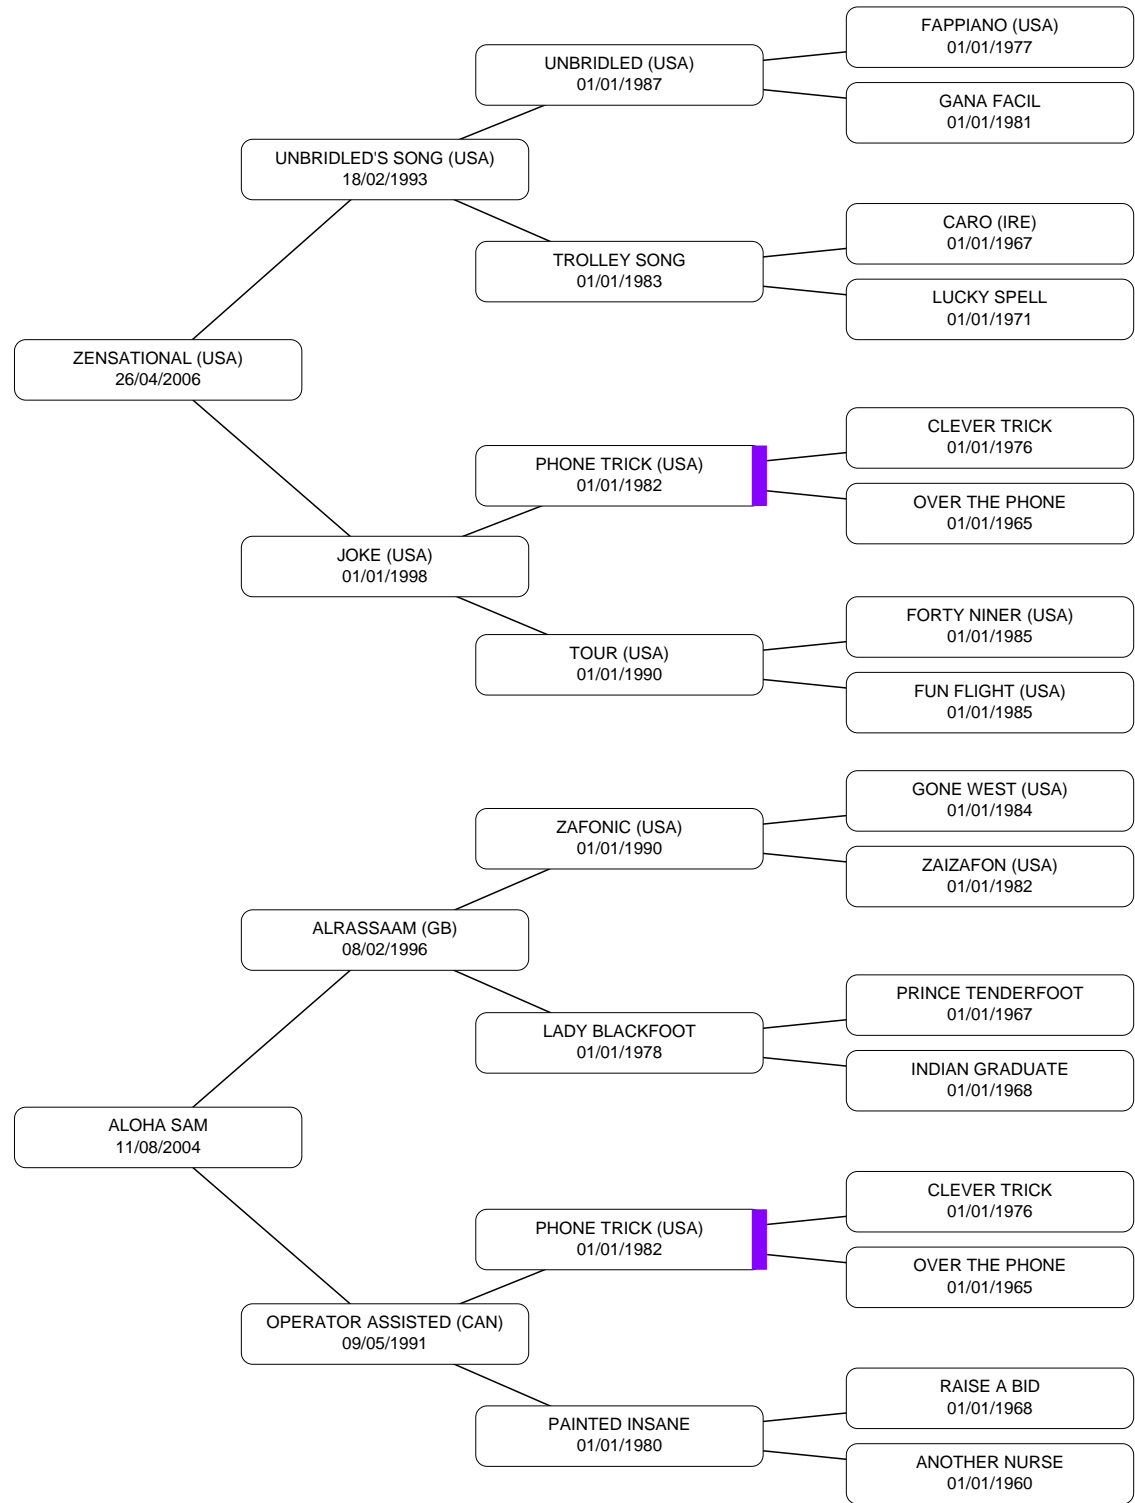 FAPPIANO (USA)
01/01/1977
UNBRIDLED (USA)
01/01/1987
GANA FACIL
01/01/1981
UNBRIDLED'S SONG (USA)
18/02/1993
CARO (IRE)
01/01/1967
TROLLEY SONG
01/01/1983
LUCKY SPELL
01/01/1971
ZENSATIONAL (USA)
26/04/2006
CLEVER TRICK
01/01/1976
PHONE TRICK (USA)
01/01/1982
OVER THE PHONE
01/01/1965
JOKE (USA)
01/01/1998
FORTY NINER (USA)
01/01/1985
TOUR (USA)
01/01/1990
FUN FLIGHT (USA)
01/01/1985
GONE WEST (USA)
01/01/1984
ZAFONIC (USA)
01/01/1990
ZAIZAFON (USA)
01/01/1982
ALRASSAAM (GB)
08/02/1996
PRINCE TENDERFOOT
01/01/1967
LADY BLACKFOOT
01/01/1978
INDIAN GRADUATE
01/01/1968
ALOHA SAM
11/08/2004
CLEVER TRICK
01/01/1976
PHONE TRICK (USA)
01/01/1982
OVER THE PHONE
01/01/1965
OPERATOR ASSISTED (CAN)
09/05/1991
RAISE A BID
01/01/1968
PAINTED INSANE
01/01/1980
ANOTHER NURSE
01/01/1960